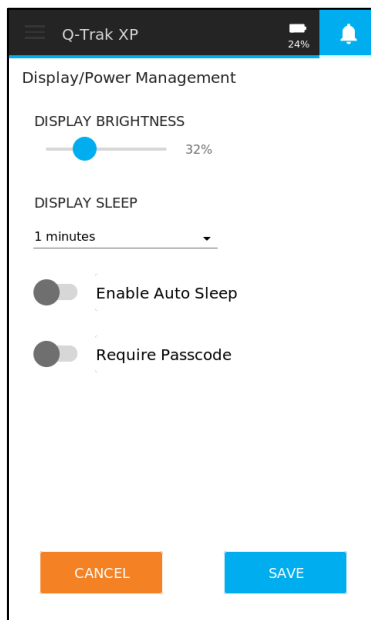 Q-Trak XP
24%
Display/Power Management
DISPLAY BRIGHTNESS
32%
DISPLAY SLEEP
1 minutes
Enable Auto Sleep
Require Passcode
CANCEL SAVE